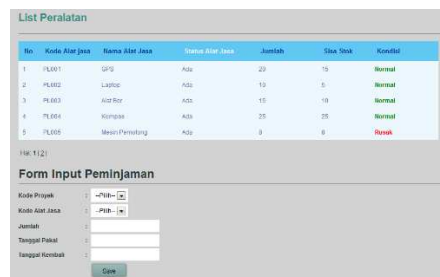 List Peralatan
No Kode Alat Jasa Nama Alat Jasa Status Alat Jasa Jumlah Sisa Stok Kondisi
1 PL001 GPS Ada 20 15 Normal
2 PL002 Laptop Ada 10 5 Normal
3 PL003 Alat Bor Ada 15 10 Normal
4 PL004 Kompas Ada 25 25 Normal
5 PL005 Mesin Pemotong Ada Rusak
Hal: 1 | 2 |
Form Input Peminjaman
Kode Proyek : --Pilih--
Kode Alat Jasa : --Pilih--
Jumlah :
Tanggal Pakai :
Tanggal Kembali :
Save